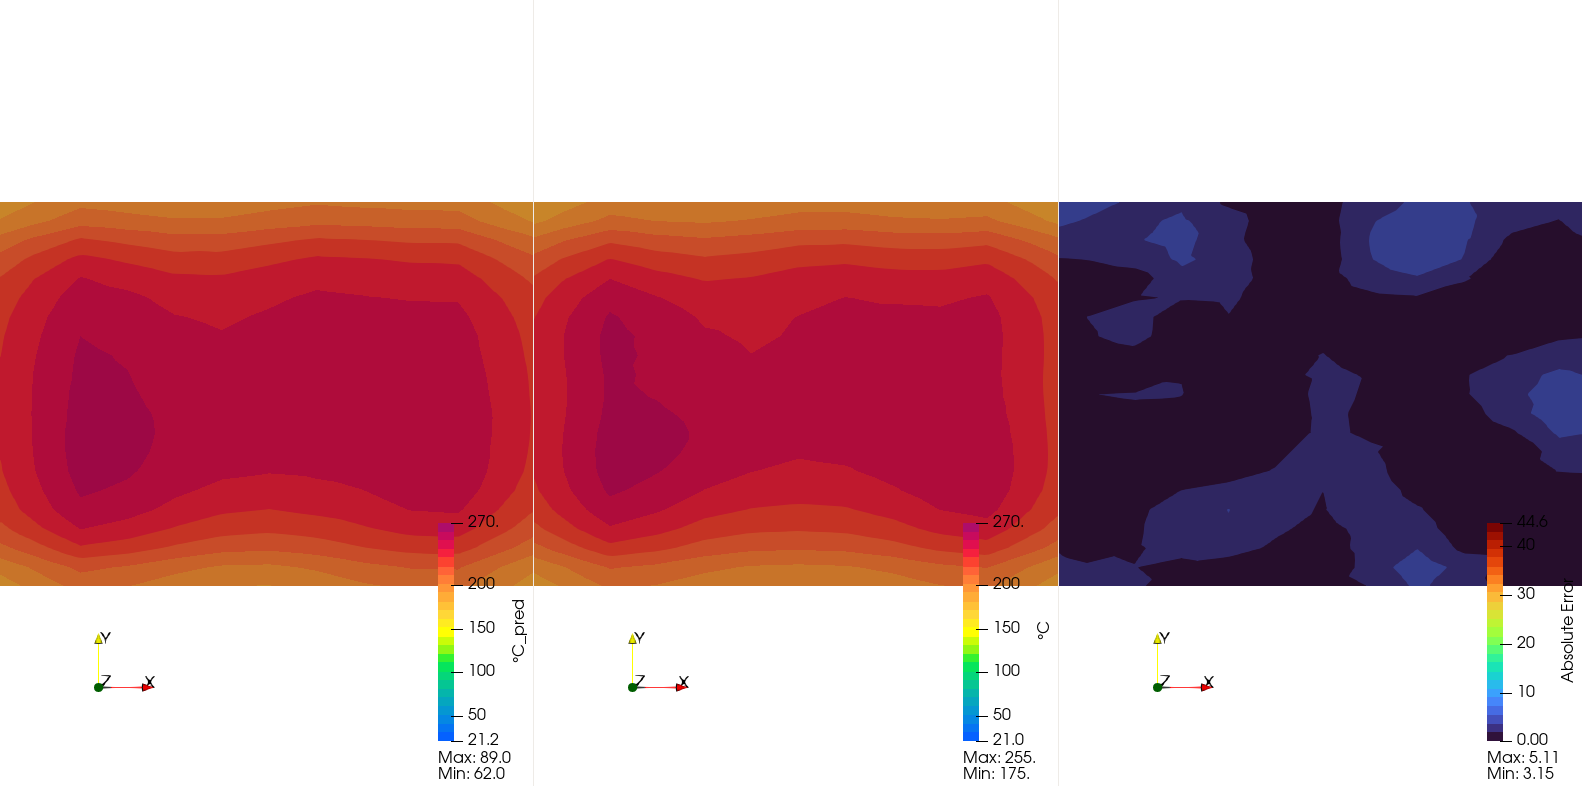 270.
200
150
100
50
21.2
°C_pred
Max: 89.0
Min: 62.0
Y
Z
X
270.
200
150
100
50
21.0
°C
Max: 255.
Min: 175.
Y
Z
X
44.6
40
30
20
10
0.00
Absolute Error
Max: 5.11
Min: 3.15
Y
Z
X